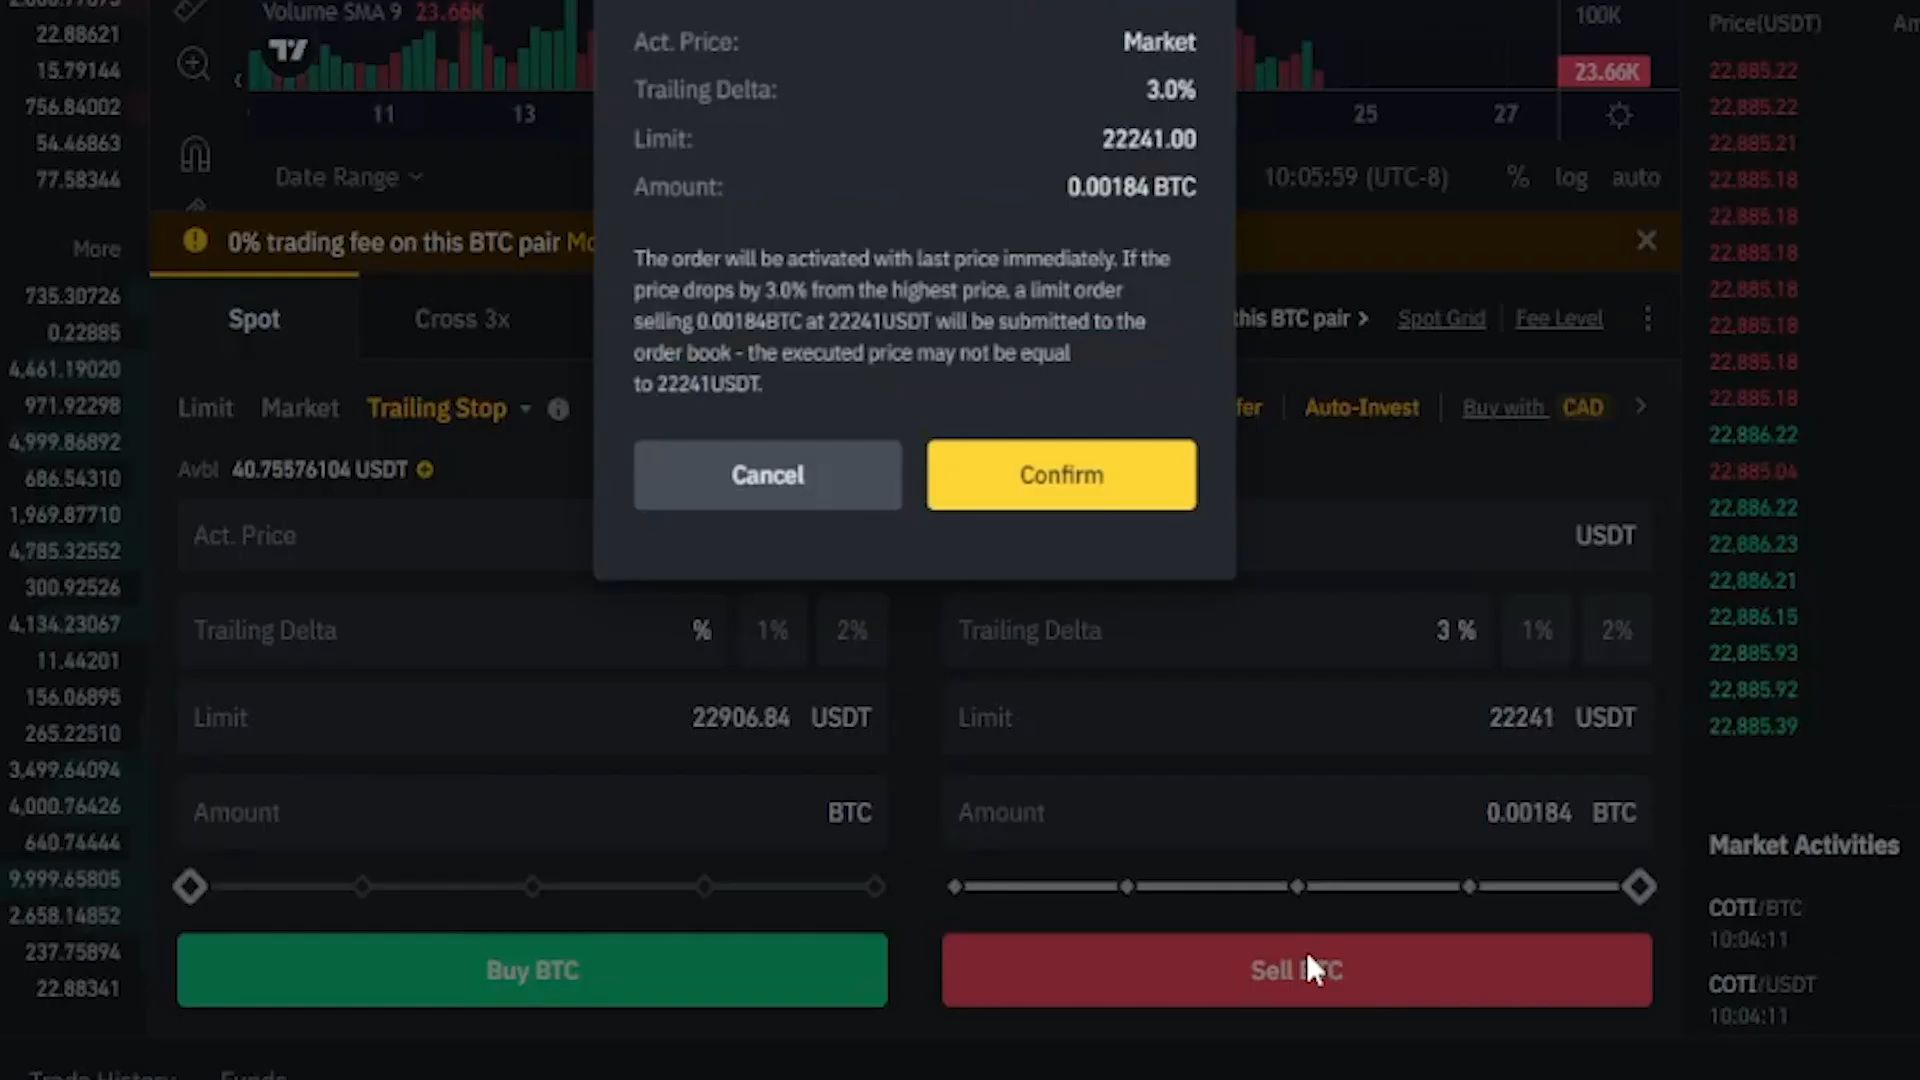 22.88621
15.79144
756.84002
54.46863
77.58344
More
735.30726
0.22885
4,461.19020
971.92298
4,999.86892
686.54310
1,969.87710
4,785.32552
300.92526
4,134.23067
11.44201
156.06895
265.22510
3,499.64094
4,000.76426
640.74444
9,999.65805
2.658.14852
237.75894
22.88341
Volume SMA 9 23.66K
11 13
25 27
100K
23.66K
Date Range
10:05:59 (UTC-8) % log auto
0% trading fee on this BTC pair
Spot Cross 3x
this BTC pair > Spot Grid Fee Level
Limit Market Trailing Stop
Auto-Invest Buy with CAD
Avbl 40.75576104 USDT
Act. Price
Trailing Delta % 1% 2%
Limit 22906.84 USDT
Amount BTC
Buy BTC
USDT
Trailing Delta 3 % 1% 2%
Limit 22241 USDT
Amount 0.00184 BTC
Sell BTC
Act. Price: Market
Trailing Delta: 3.0%
Limit: 22241.00
Amount: 0.00184 BTC
The order will be activated with last price immediately. If the
price drops by 3.0% from the highest price, a limit order
selling 0.00184BTC at 22241USDT will be submitted to the
order book - the executed price may not be equal
to 22241USDT.
Cancel Confirm
Price(USDT)
22,885.22
22,885.22
22,885.21
22,885.18
22,885.18
22,885.18
22,885.18
22,885.18
22,885.18
22,885.18
22,886.22
22,885.04
22,886.22
22,886.23
22,886.21
22,886.15
22,885.93
22,885.92
22,885.39
Market Activities
COTI/BTC
10:04:11
COTI/USDT
10:04:11